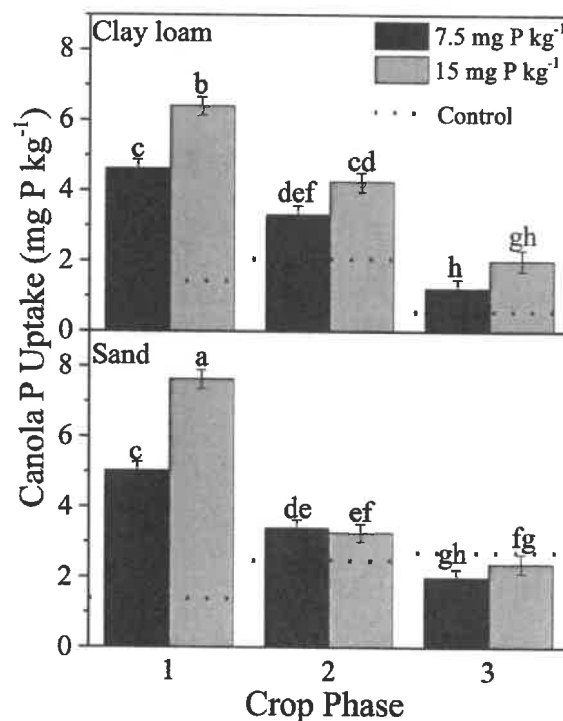 Canola P Uptake (mg P kg⁻¹)
Clay loam
7.5 mg P kg⁻¹
15 mg P kg⁻¹
Control
8
6
4
2
0
c
b
def
cd
h
gh
Sand
8
6
4
2
0
c
a
de
ef
gh
fg
1 2 3
Crop Phase